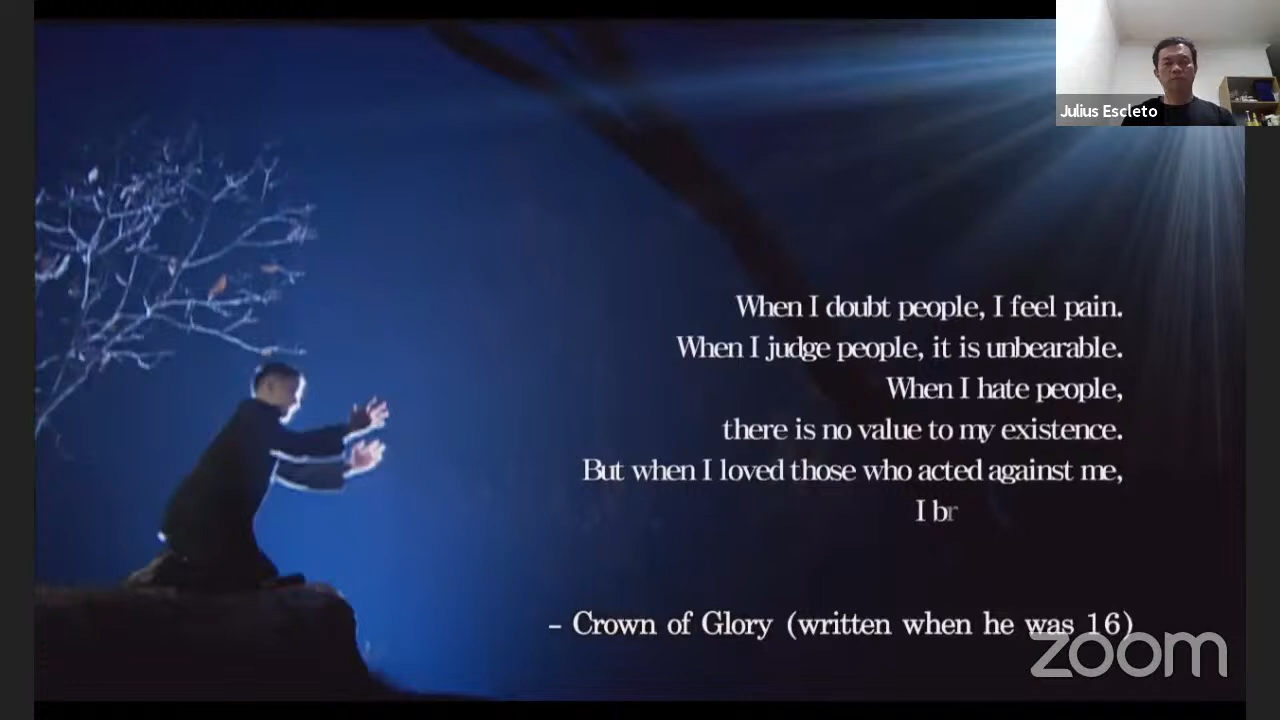 Julius Escleto
When I doubt people, I feel pain.
When I judge people, it is unbearable.
When I hate people,
there is no value to my existence.
But when I loved those who acted against me,
I br
– Crown of Glory (written when he was 16)
zoom